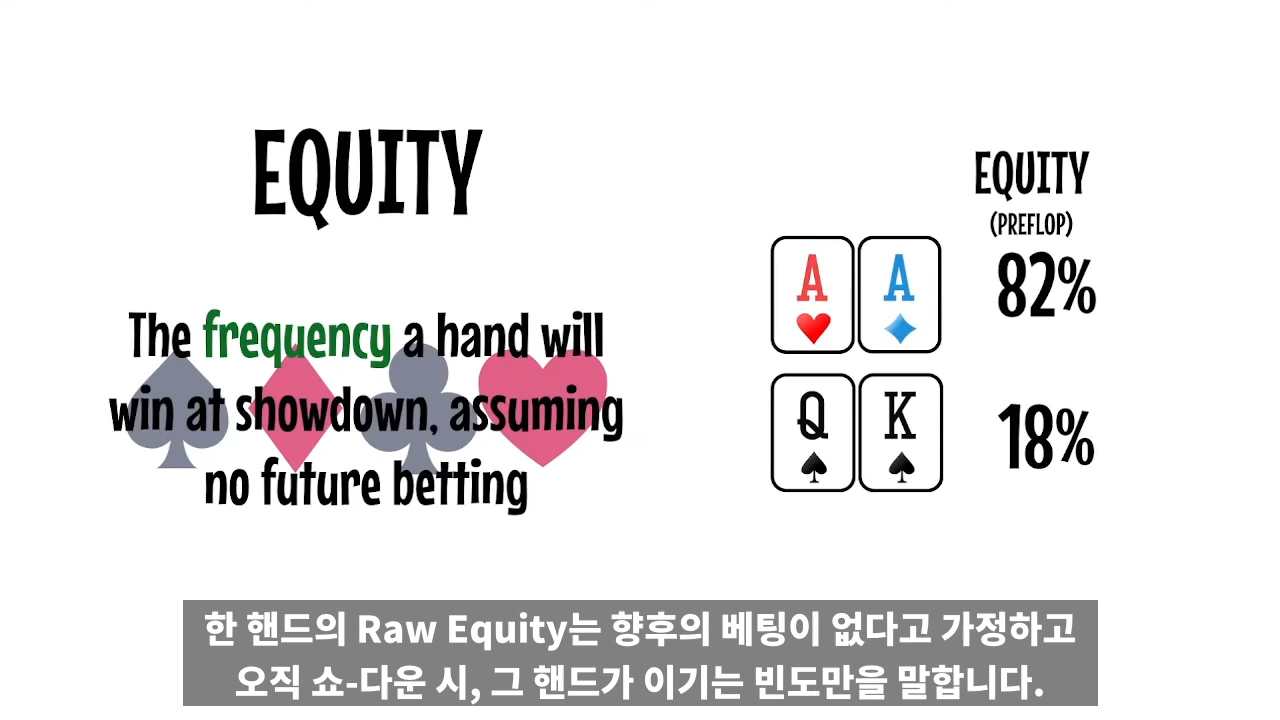 EQUITY
The frequency a hand will
win at showdown, assuming
no future betting
EQUITY
(PREFLOP)
A A
82%
Q K
18%
한 핸드의 Raw Equity는 향후의 베팅이 없다고 가정하고
오직 쇼-다운 시, 그 핸드가 이기는 빈도만을 말합니다.